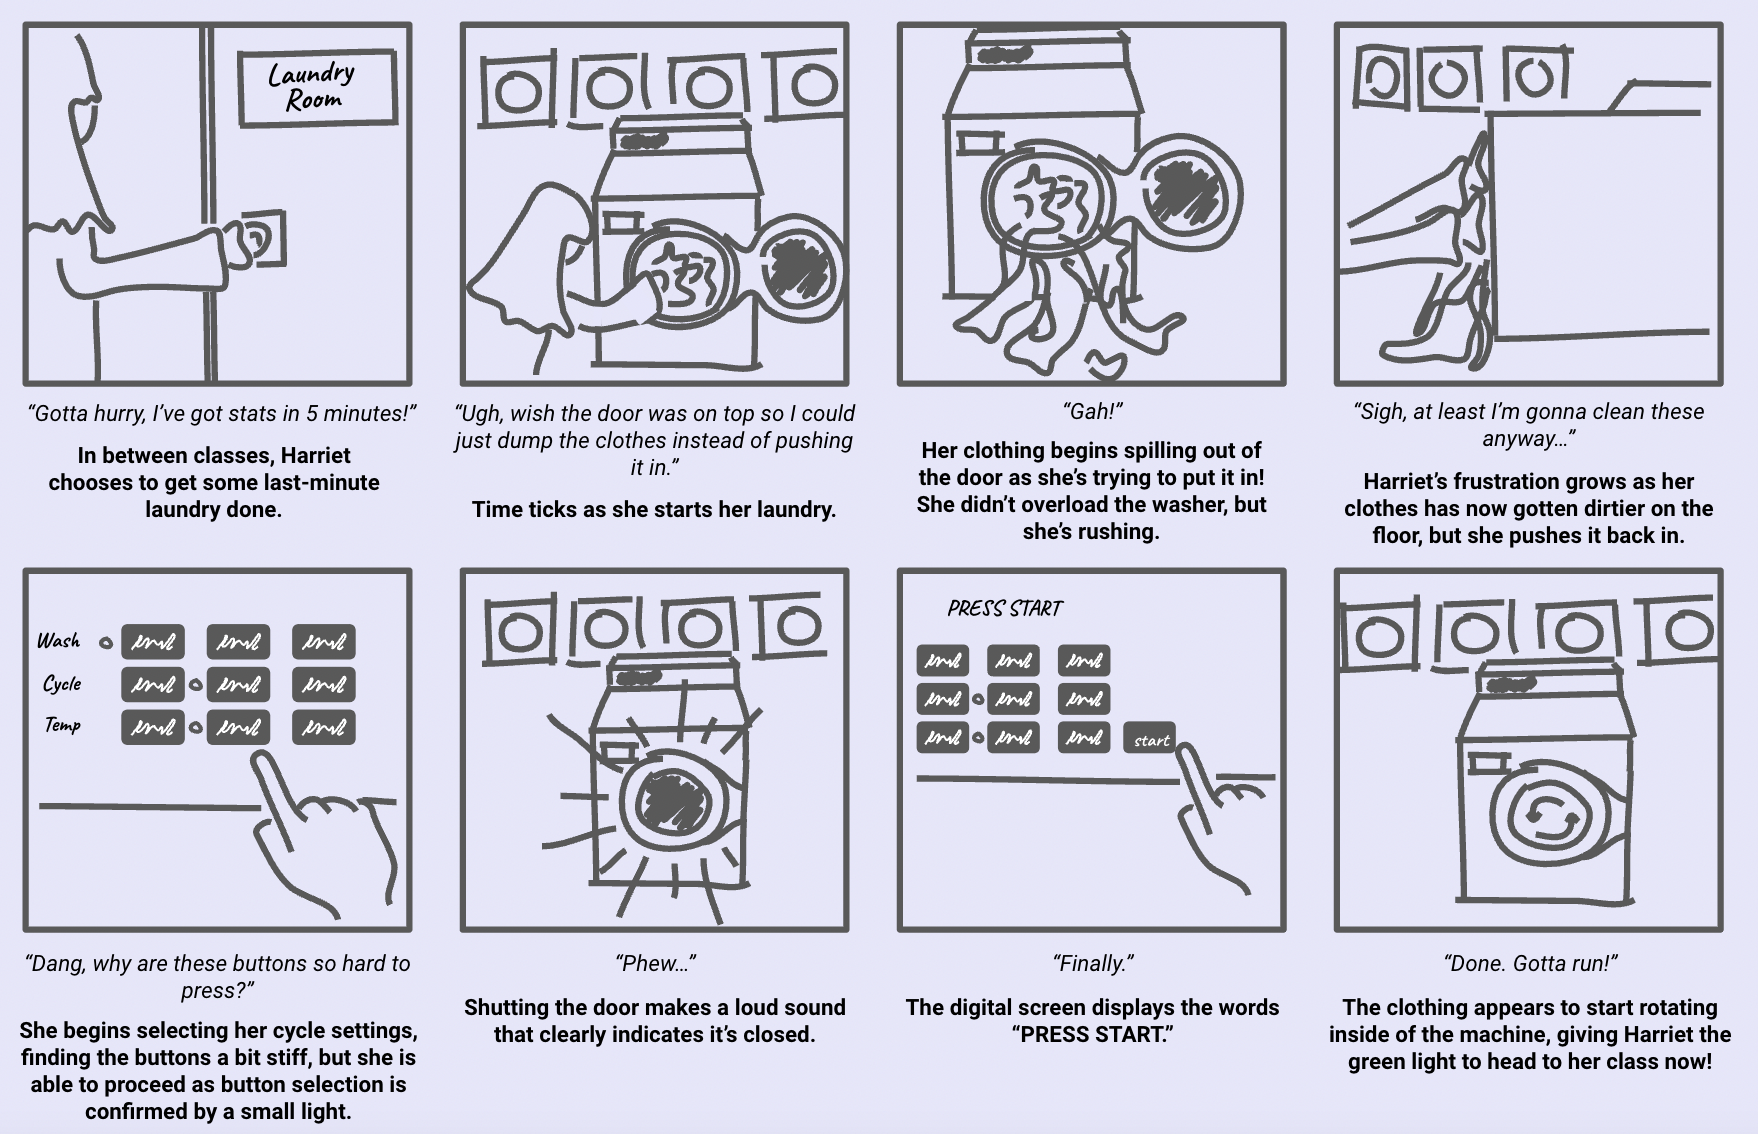 Laundry
Room
“Gotta hurry, I’ve got stats in 5 minutes!”
In between classes, Harriet
chooses to get some last-minute
laundry done.
“Ugh, wish the door was on top so I could
just dump the clothes instead of pushing
it in.”
Time ticks as she starts her laundry.
“Gah!”
Her clothing begins spilling out of
the door as she’s trying to put it in!
She didn’t overload the washer, but
she’s rushing.
“Sigh, at least I’m gonna clean these
anyway…”
Harriet’s frustration grows as her
clothes has now gotten dirtier on the
floor, but she pushes it back in.
Wash
Cycle
Temp
“Dang, why are these buttons so hard to
press?”
She begins selecting her cycle settings,
finding the buttons a bit stiff, but she is
able to proceed as button selection is
confirmed by a small light.
“Phew…”
Shutting the door makes a loud sound
that clearly indicates it’s closed.
PRESS START
start
“Finally.”
The digital screen displays the words
“PRESS START.”
“Done. Gotta run!”
The clothing appears to start rotating
inside of the machine, giving Harriet the
green light to head to her class now!